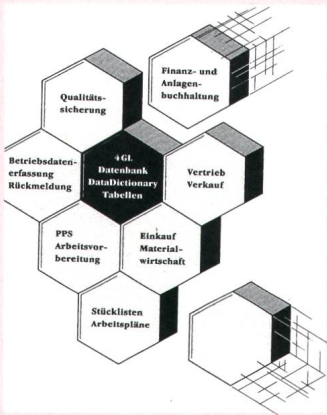 Finanz- und
Anlagen-
buchhaltung
Qualitäts-
sicherung
4GL
Datenbank
DataDictionary
Tabellen
Betriebsdaten-
erfassung
Rückmeldung
Vertrieb
Verkauf
PPS
Arbeitsvor-
bereitung
Einkauf
Material-
wirtschaft
Stücklisten
Arbeitspläne